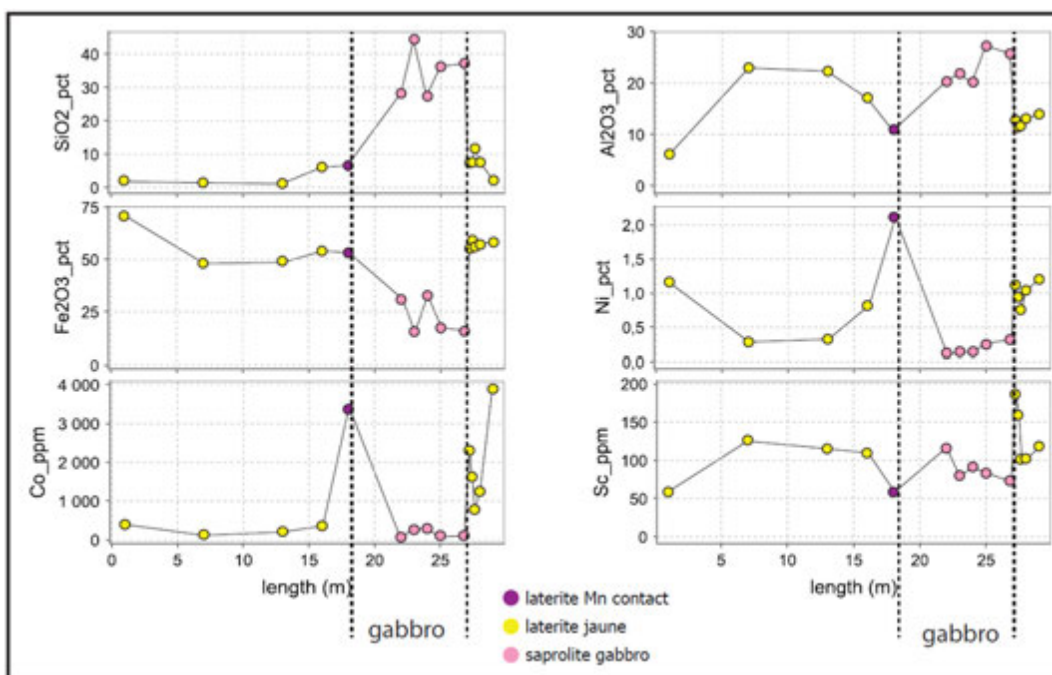 SiO2_pct
40
30
20
10
0
Al2O3_pct
30
20
10
0
Fe2O3_pct
75
50
25
0
Ni_pct
2,0
1,5
1,0
0,5
0,0
Co_ppm
4 000
3 000
2 000
1 000
0
Sc_ppm
200
150
100
50
0
0 5 10 15 20 25
0 5 10 15 20 25
length (m)
length (m)
gabbro
gabbro
laterite Mn contact
laterite jaune
saprolite gabbro